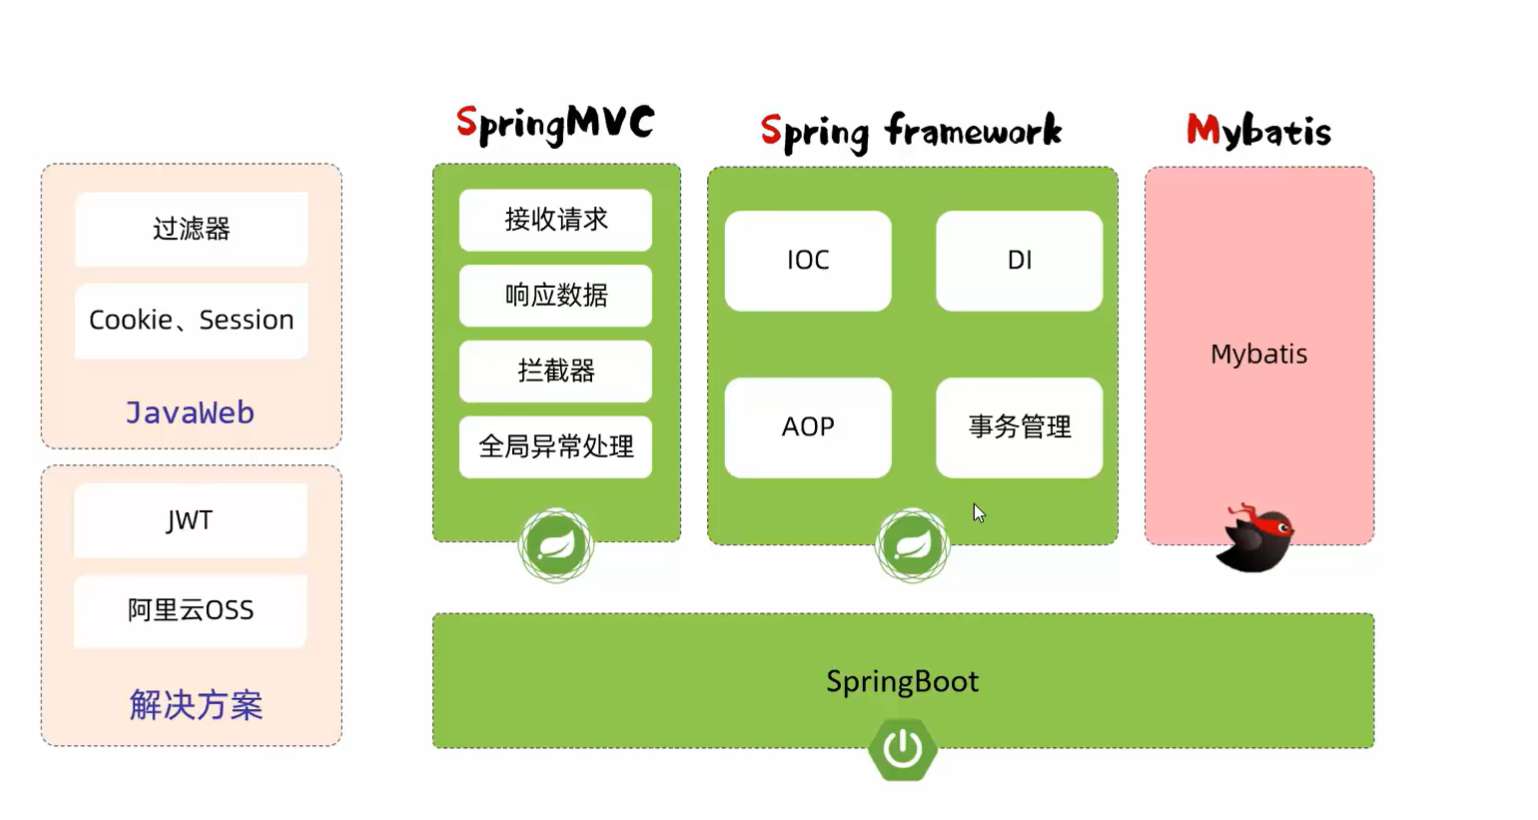 过滤器
Cookie、Session
JavaWeb
JWT
阿里云OSS
解决方案
SpringMVC
接收请求
响应数据
拦截器
全局异常处理
Spring framework
IOC
DI
AOP
事务管理
Mybatis
Mybatis
SpringBoot